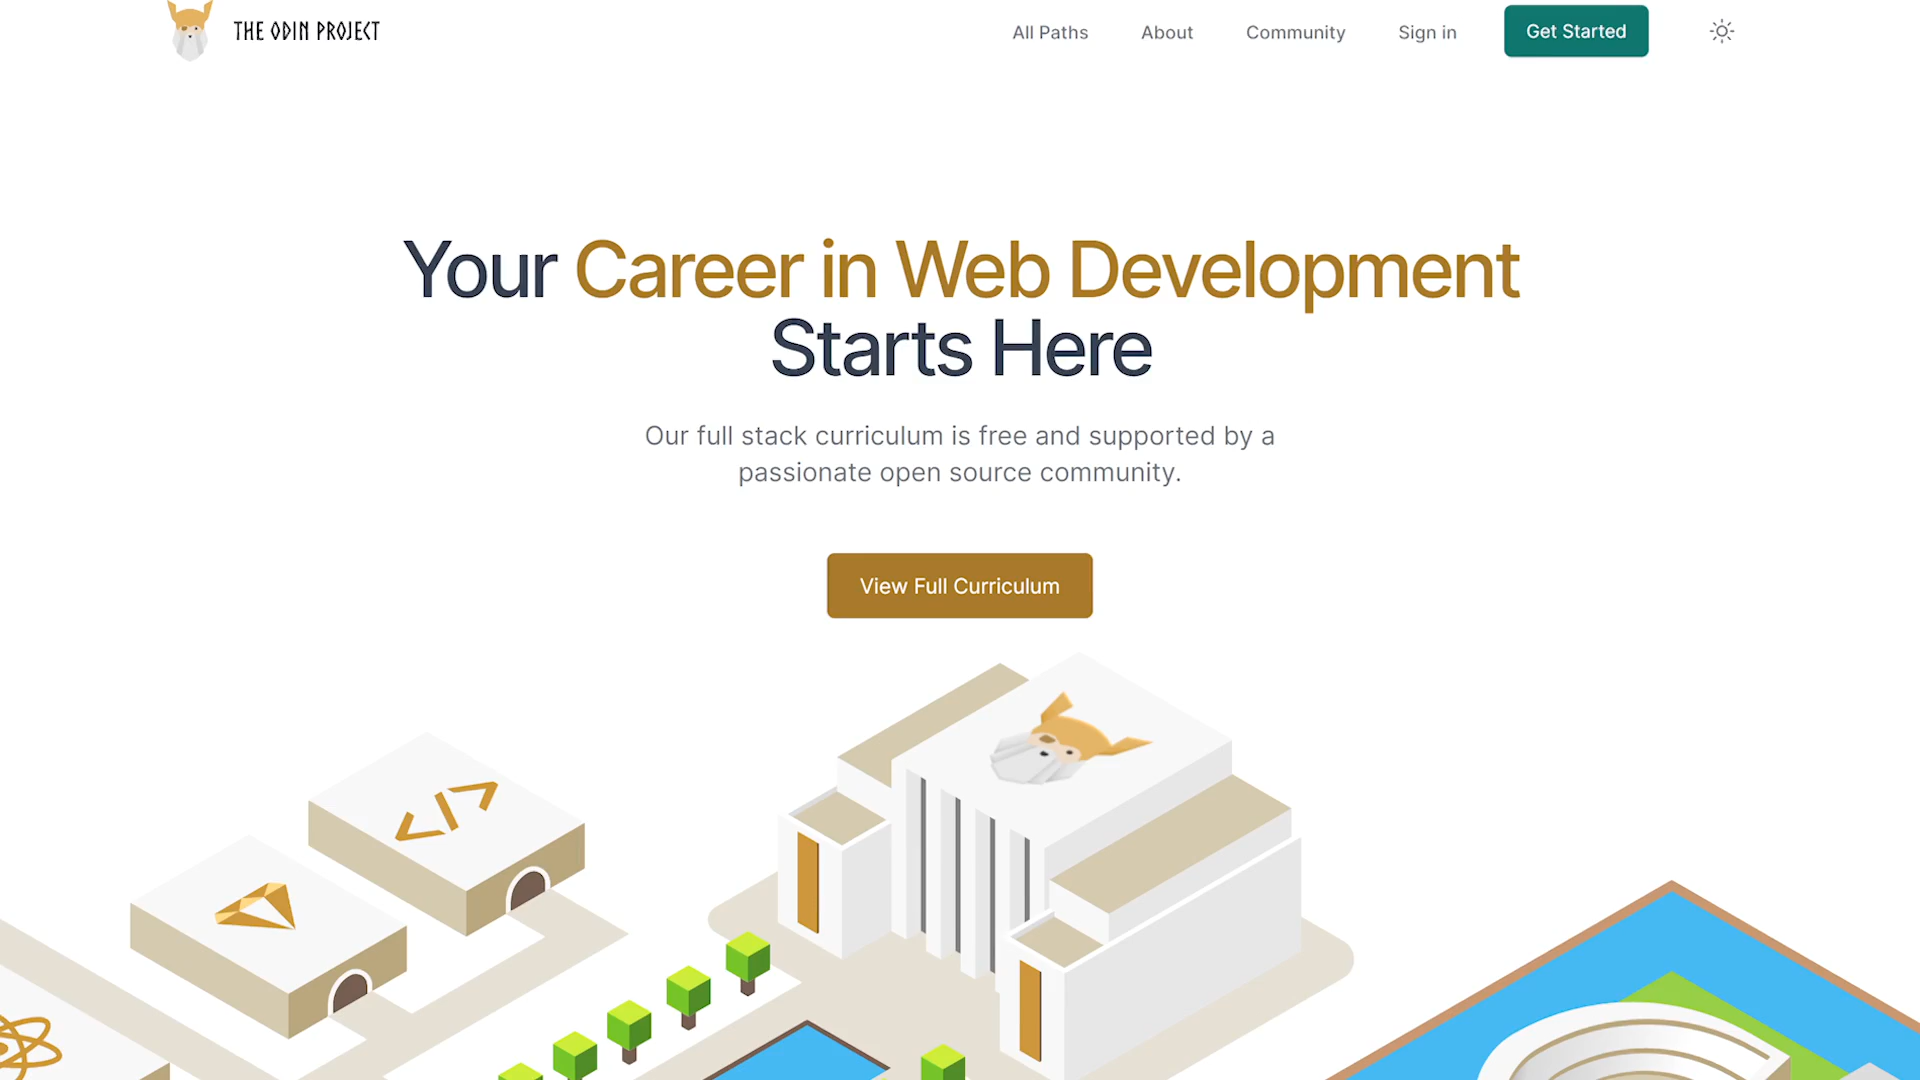 THE ODIN PROJECT
All Paths
About
Community
Sign in
Get Started
Your Career in Web Development
Starts Here
Our full stack curriculum is free and supported by a
passionate open source community.
View Full Curriculum
</>